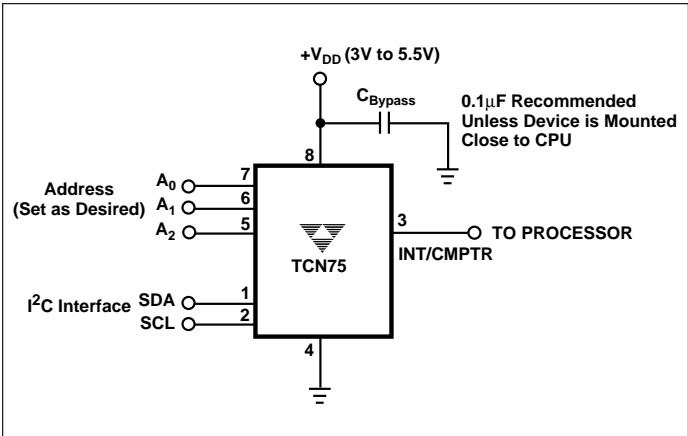 +VDD (3V to 5.5V)
CBypass
0.1μF Recommended
Unless Device is Mounted
Close to CPU
8
Address
(Set as Desired)
A0
7
A1
6
A2
5
TCN75
3
TO PROCESSOR
INT/CMPTR
I2C Interface
SDA
1
SCL
2
4